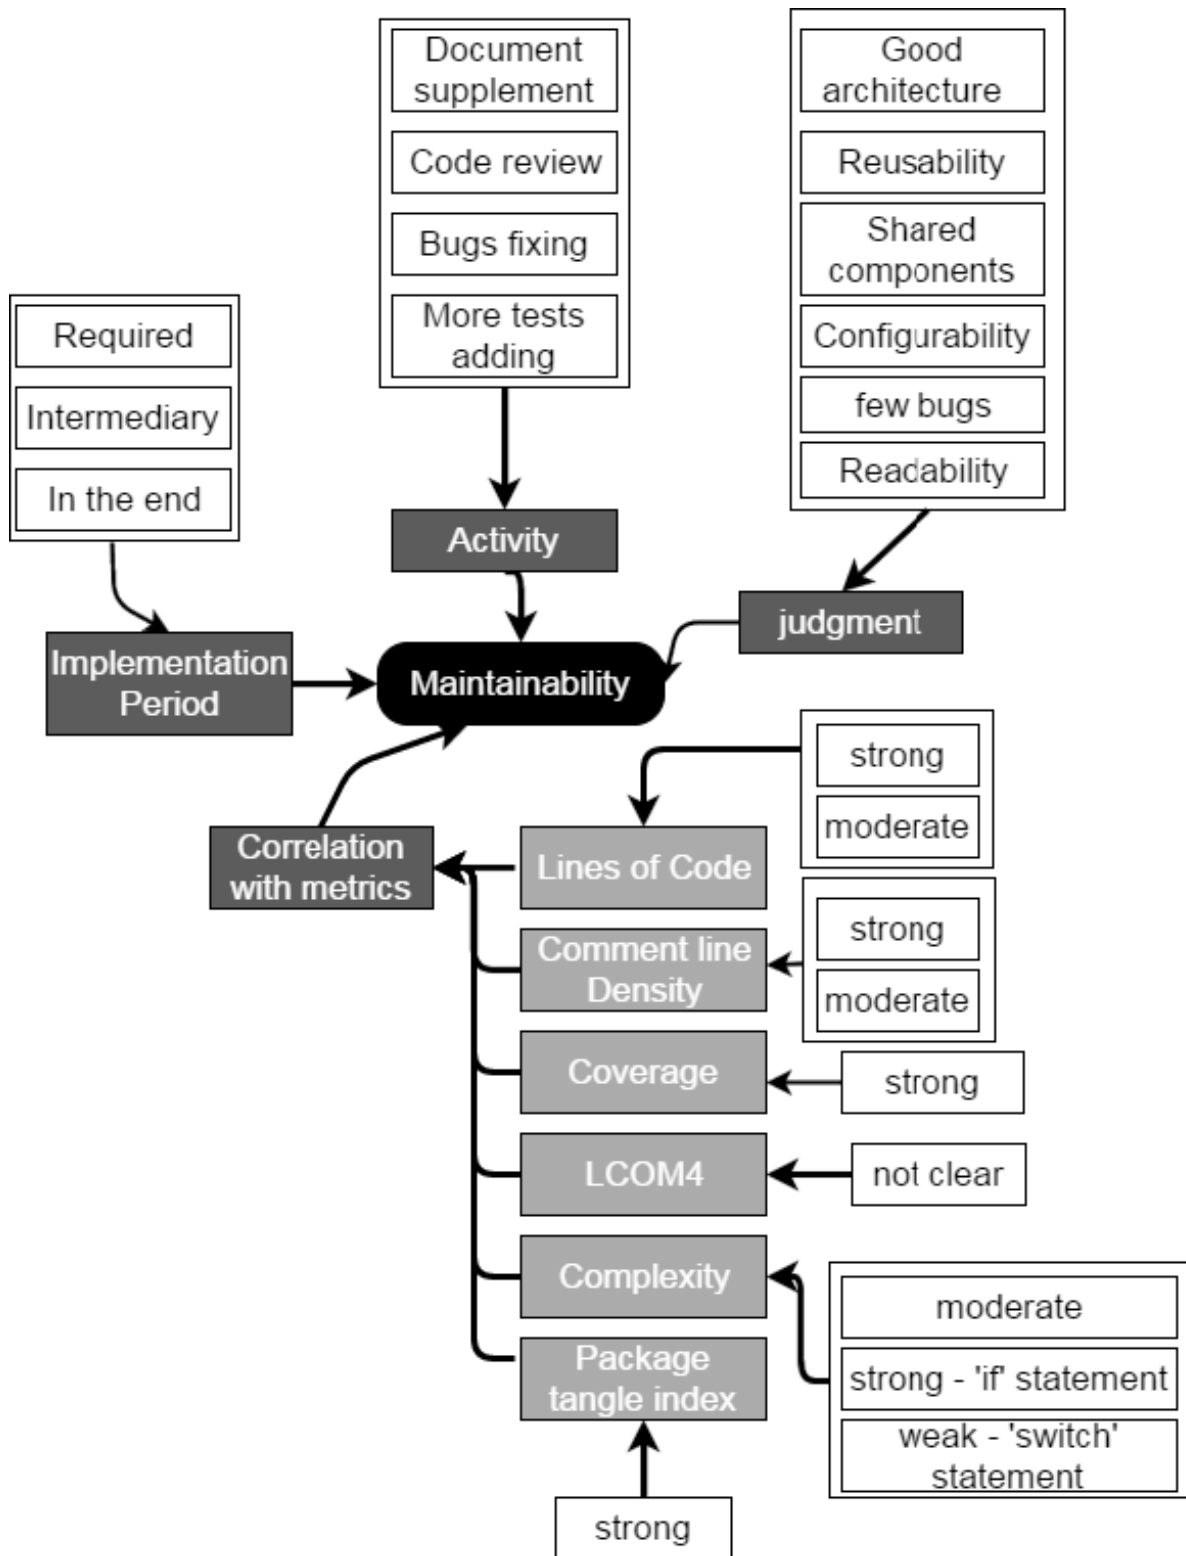 Document
supplement
Code review
Bugs fixing
More tests
adding
Good
architecture
Reusability
Shared
components
Configurability
few bugs
Readability
Required
Intermediary
In the end
Activity
judgment
Implementation
Period
Maintainability
Correlation
with metrics
Lines of Code
strong
moderate
Comment line
Density
strong
moderate
Coverage
strong
LCOM4
not clear
Complexity
moderate
strong - 'if' statement
weak - 'switch'
statement
Package
tangle index
strong